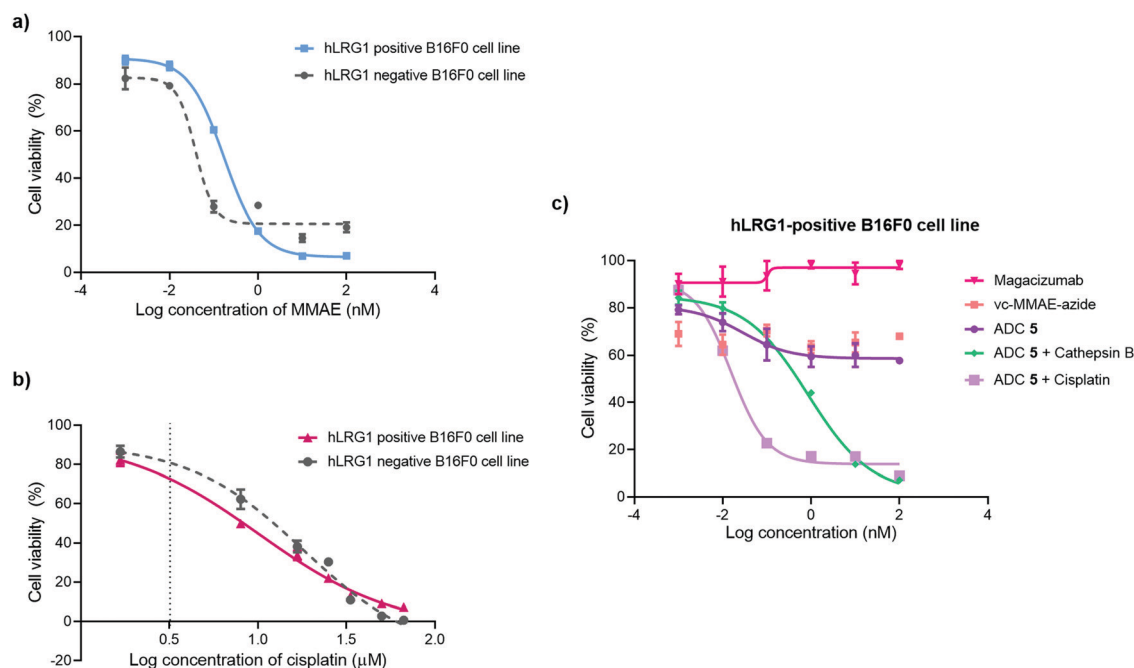 a)
100
80
60
40
20
0
-4
-2
0
2
4
Cell viability (%)
Log concentration of MMAE (nM)
hLRG1 positive B16F0 cell line
hLRG1 negative B16F0 cell line
b)
100
80
60
40
20
0
-20
0.5
1.0
1.5
2.0
Cell viability (%)
Log concentration of cisplatin (µM)
hLRG1 positive B16F0 cell line
hLRG1 negative B16F0 cell line
c)
hLRG1-positive B16F0 cell line
100
80
60
40
20
0
-4
-2
0
2
4
Cell viability (%)
Log concentration (nM)
Magacizumab
vc-MMAE-azide
ADC 5
ADC 5 + Cathepsin B
ADC 5 + Cisplatin